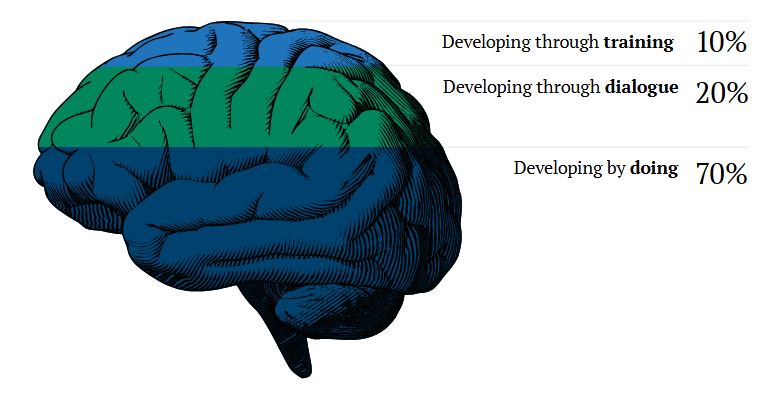 Developing through training 10%
Developing through dialogue 20%
Developing by doing 70%